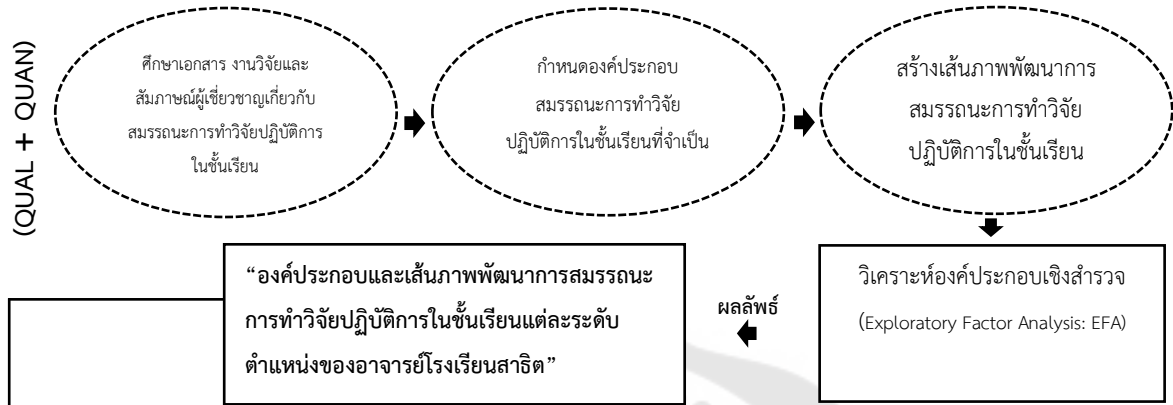 (QUAL + QUAN)
ศึกษาเอกสาร งานวิจัยและ
สัมภาษณ์ผู้เชี่ยวชาญเกี่ยวกับ
สมรรถนะการทำวิจัยปฏิบัติการ
ในชั้นเรียน
กำหนดองค์ประกอบ
สมรรถนะการทำวิจัย
ปฏิบัติการในชั้นเรียนที่จำเป็น
สร้างเส้นภาพพัฒนาการ
สมรรถนะการทำวิจัย
ปฏิบัติการในชั้นเรียน
วิเคราะห์องค์ประกอบเชิงสำรวจ
(Exploratory Factor Analysis: EFA)
ผลลัพธ์
“องค์ประกอบและเส้นภาพพัฒนาการสมรรถนะ
การทำวิจัยปฏิบัติการในชั้นเรียนแต่ละระดับ
ตำแหน่งของอาจารย์โรงเรียนสาธิต”